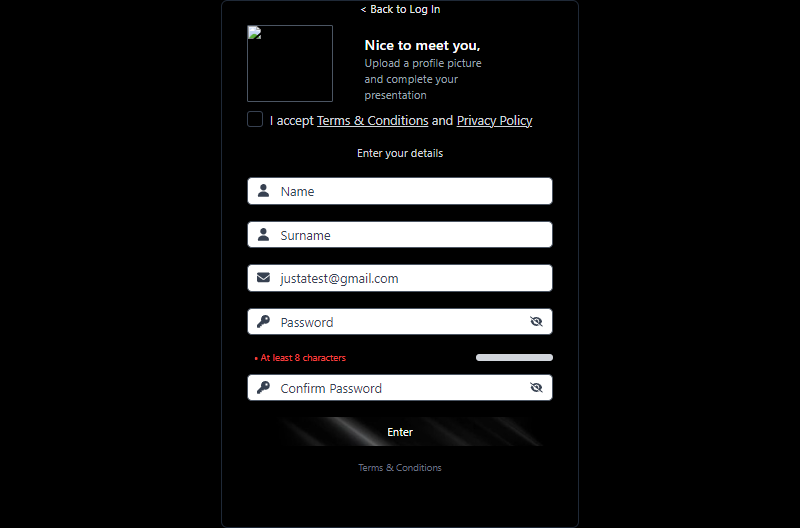 < Back to Log In
Nice to meet you,
Upload a profile picture
and complete your
presentation
I accept Terms & Conditions and Privacy Policy
Enter your details
Name
Surname
justatest@gmail.com
Password
• At least 8 characters
Confirm Password
Enter
Terms & Conditions